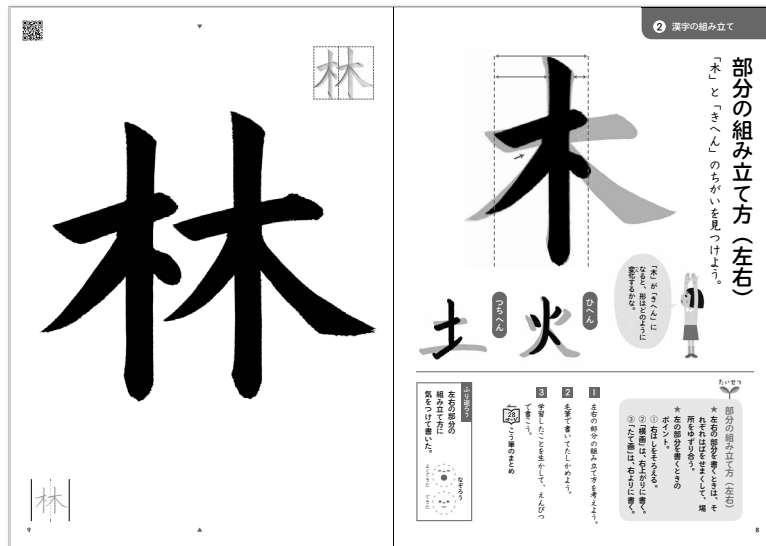 2 漢字の組み立て
部分の組み立て方（左右）
「木」と「きへん」のちがいを見つけよう。
木
「木」が「きへん」に
なると、形はどのように
変化するかな。
ひへん
火
つちへん
土
たいせつ
部分の組み立て方（左右）
★ 左右の部分を書くときは、そ
れぞれはばをせまくして、場
所をゆずり合う。
★ 左の部分を書くときの
ポイント。
① 右はしをそろえる。
② 「横画」は、右上がりに書く。
③ 「たて画」は、右よりに書く。
1 左右の部分の組み立て方を考えよう。
2 毛筆で書いてたしかめよう。
3 学習したことを生かして、えんぴつ
で書こう。
28 こう筆のまとめ
ふり返ろう
左右の部分の
組み立て方に
気をつけて書いた。
なぞろう
よくできた
できた
8
林
林
林
9